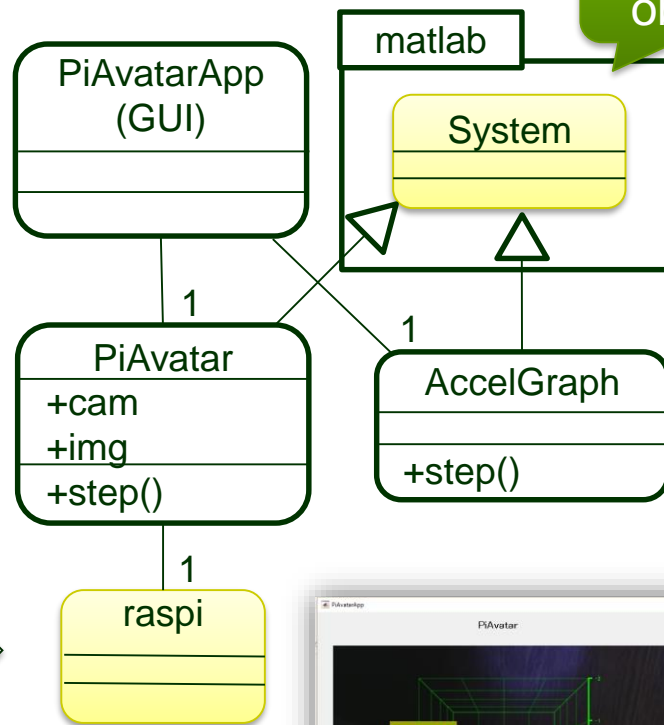 matlab
PiAvatarApp
(GUI)
System
1
1
PiAvatar
+cam
+img
+step()
AccelGraph
+step()
1
raspi
PiAvatarApp
PiAvatar